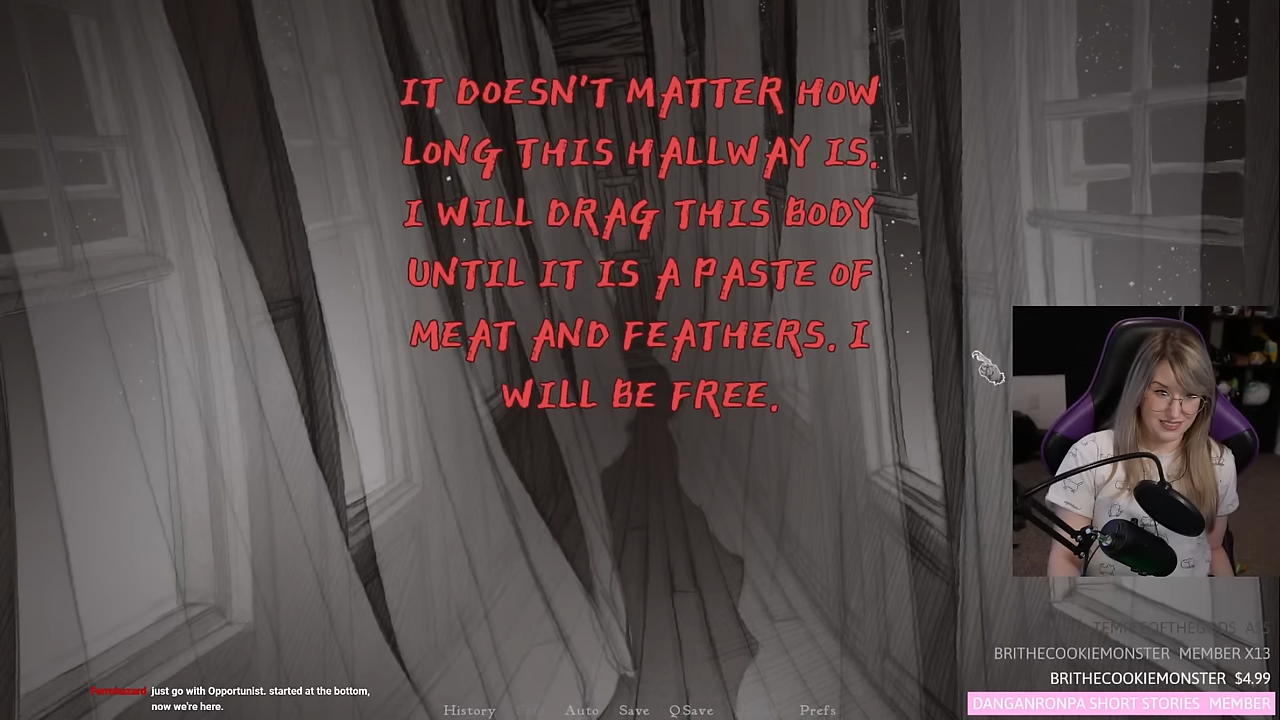 IT DOESN'T MATTER HOW
LONG THIS HALLWAY IS.
I WILL DRAG THIS BODY
UNTIL IT IS A PASTE OF
MEAT AND FEATHERS. I
WILL BE FREE.
BRITHECOOKIEMONSTER MEMBER X13
BRITHECOOKIEMONSTER $4.99
DANGANRONPA SHORT STORIES MEMBER
just go with Opportunist. started at the bottom,
now we're here.
History Auto Save QSave Prefs